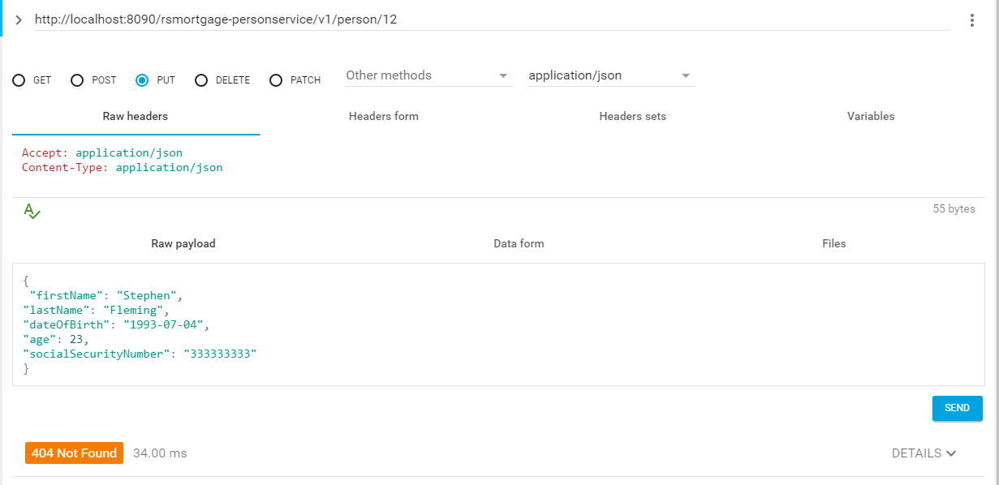 http://localhost:8090/rsmortgage-personservice/v1/person/12
GET POST PUT DELETE PATCH Other methods application/json
Raw headers Headers form Headers sets Variables
Accept: application/json
Content-Type: application/json
55 bytes
Raw payload Data form Files
{
"firstName": "Stephen",
"lastName": "Fleming",
"dateOfBirth": "1993-07-04",
"age": 23,
"socialSecurityNumber": "333333333"
}
SEND
404 Not Found 34.00 ms DETAILS